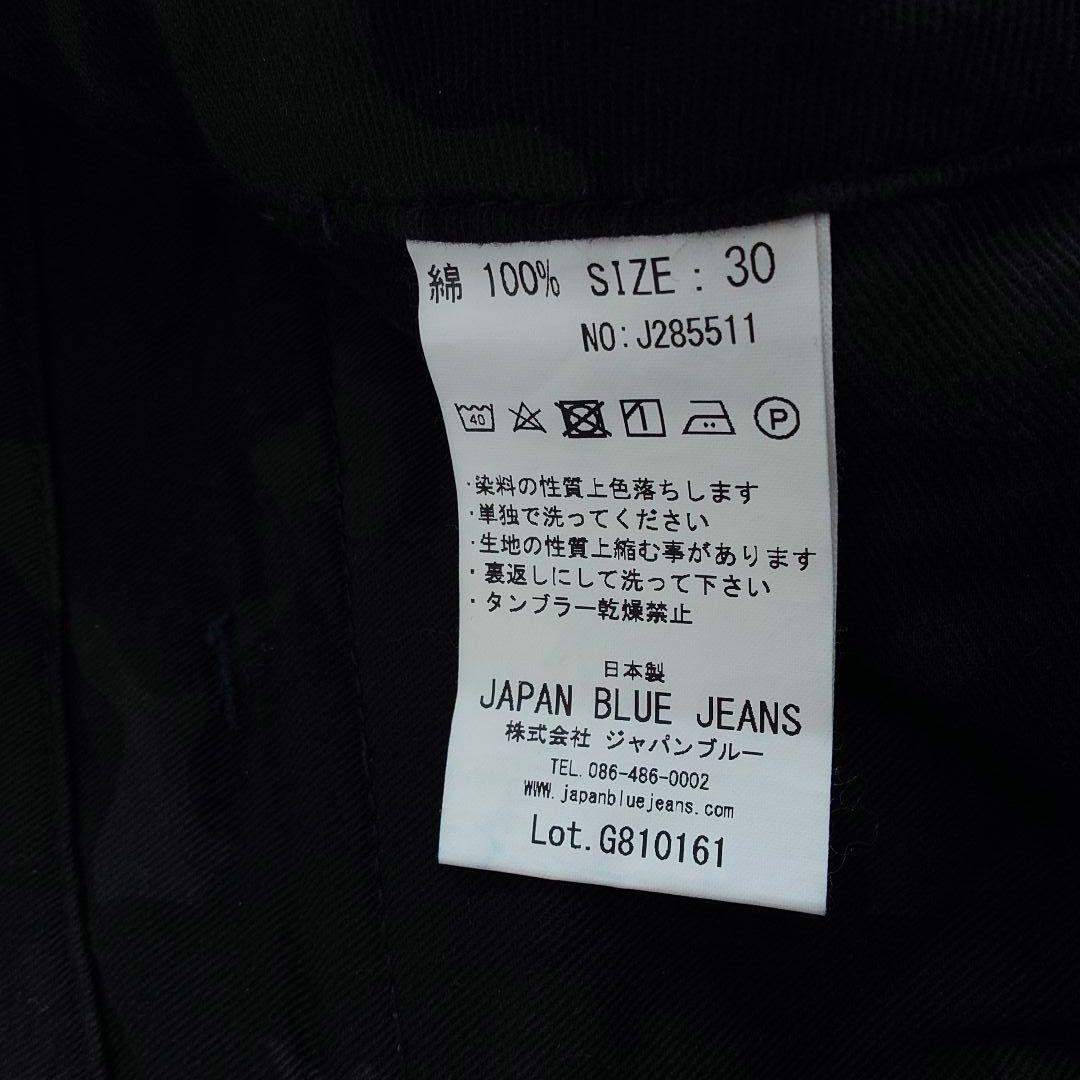 綿 100% SIZE : 30
NO:J285511
40 P
・染料の性質上色落ちします
・単独で洗ってください
・生地の性質上縮む事があります
・裏返しにして洗って下さい
・タンブラー乾燥禁止
日本製
JAPAN BLUE JEANS
株式会社 ジャパンブルー
TEL. 086-486-0002
www.japanbluejeans.com
Lot.G810161